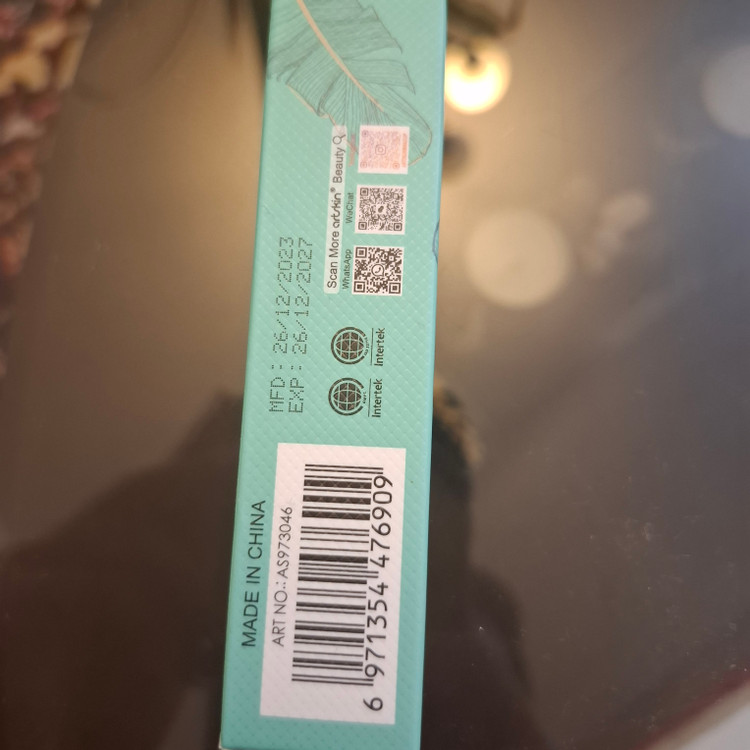 Scan More artskin® Beauty
WhatsApp
WeChat
MFD: 26/12/2023
EXP: 26/12/2027
Intertek
Intertek
MADE IN CHINA
ART NO.: AS973046
6 971354 476909